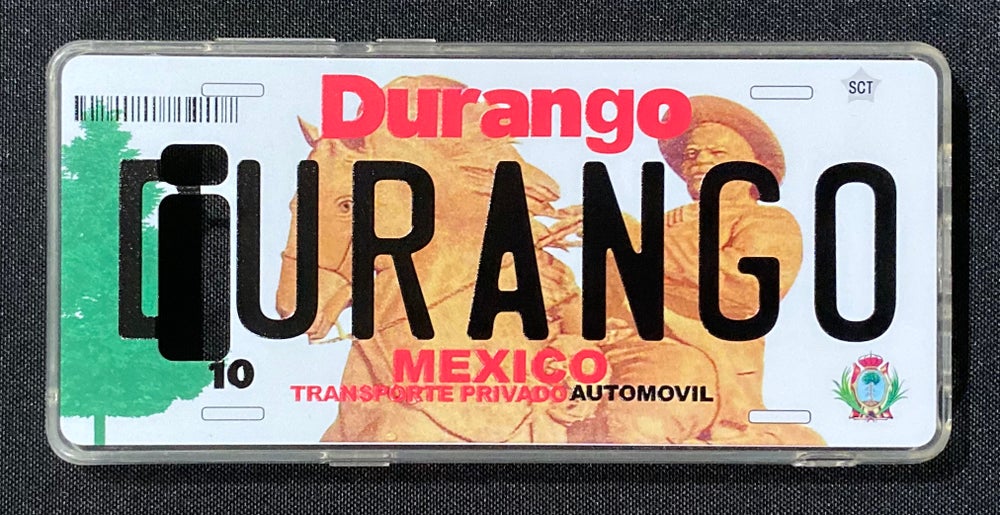 Durango
SCT
DURANGO
10
MEXICO
TRANSPORTE PRIVADO AUTOMOVIL